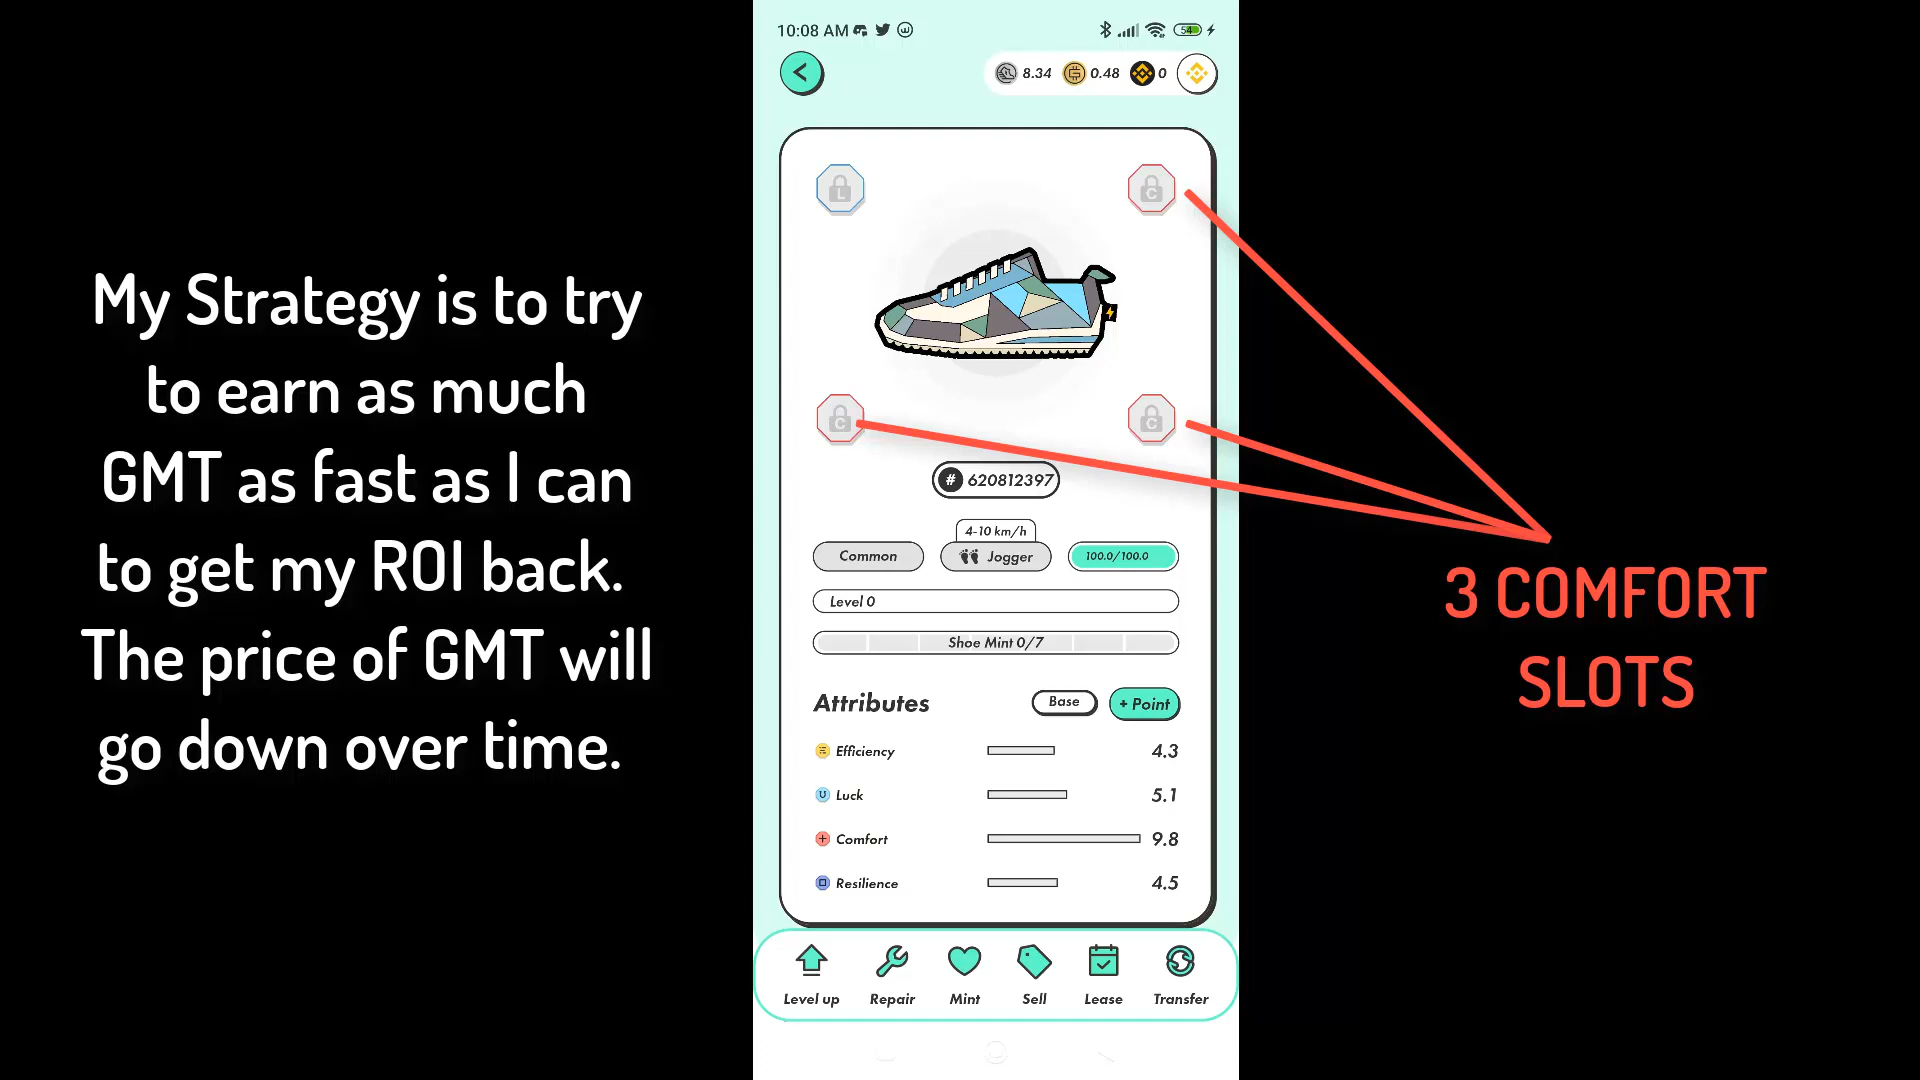 10:08 AM
54
8.34
0.48
0
L
C
My Strategy is to try
to earn as much
GMT as fast as I can
to get my ROI back.
The price of GMT will
go down over time.
C
C
# 620812397
4-10 km/h
Common
Jogger
100.0/100.0
Level 0
Shoe Mint 0/7
3 COMFORT
SLOTS
Attributes
Base
+ Point
Efficiency 4.3
Luck 5.1
Comfort 9.8
Resilience 4.5
Level up
Repair
Mint
Sell
Lease
Transfer